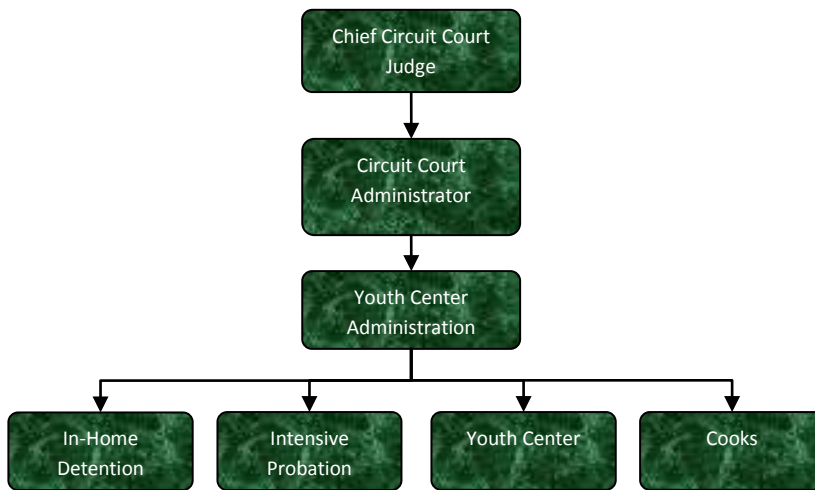 Chief Circuit Court
Judge
Circuit Court
Administrator
Youth Center
Administration
In-Home
Detention
Intensive
Probation
Youth Center
Cooks